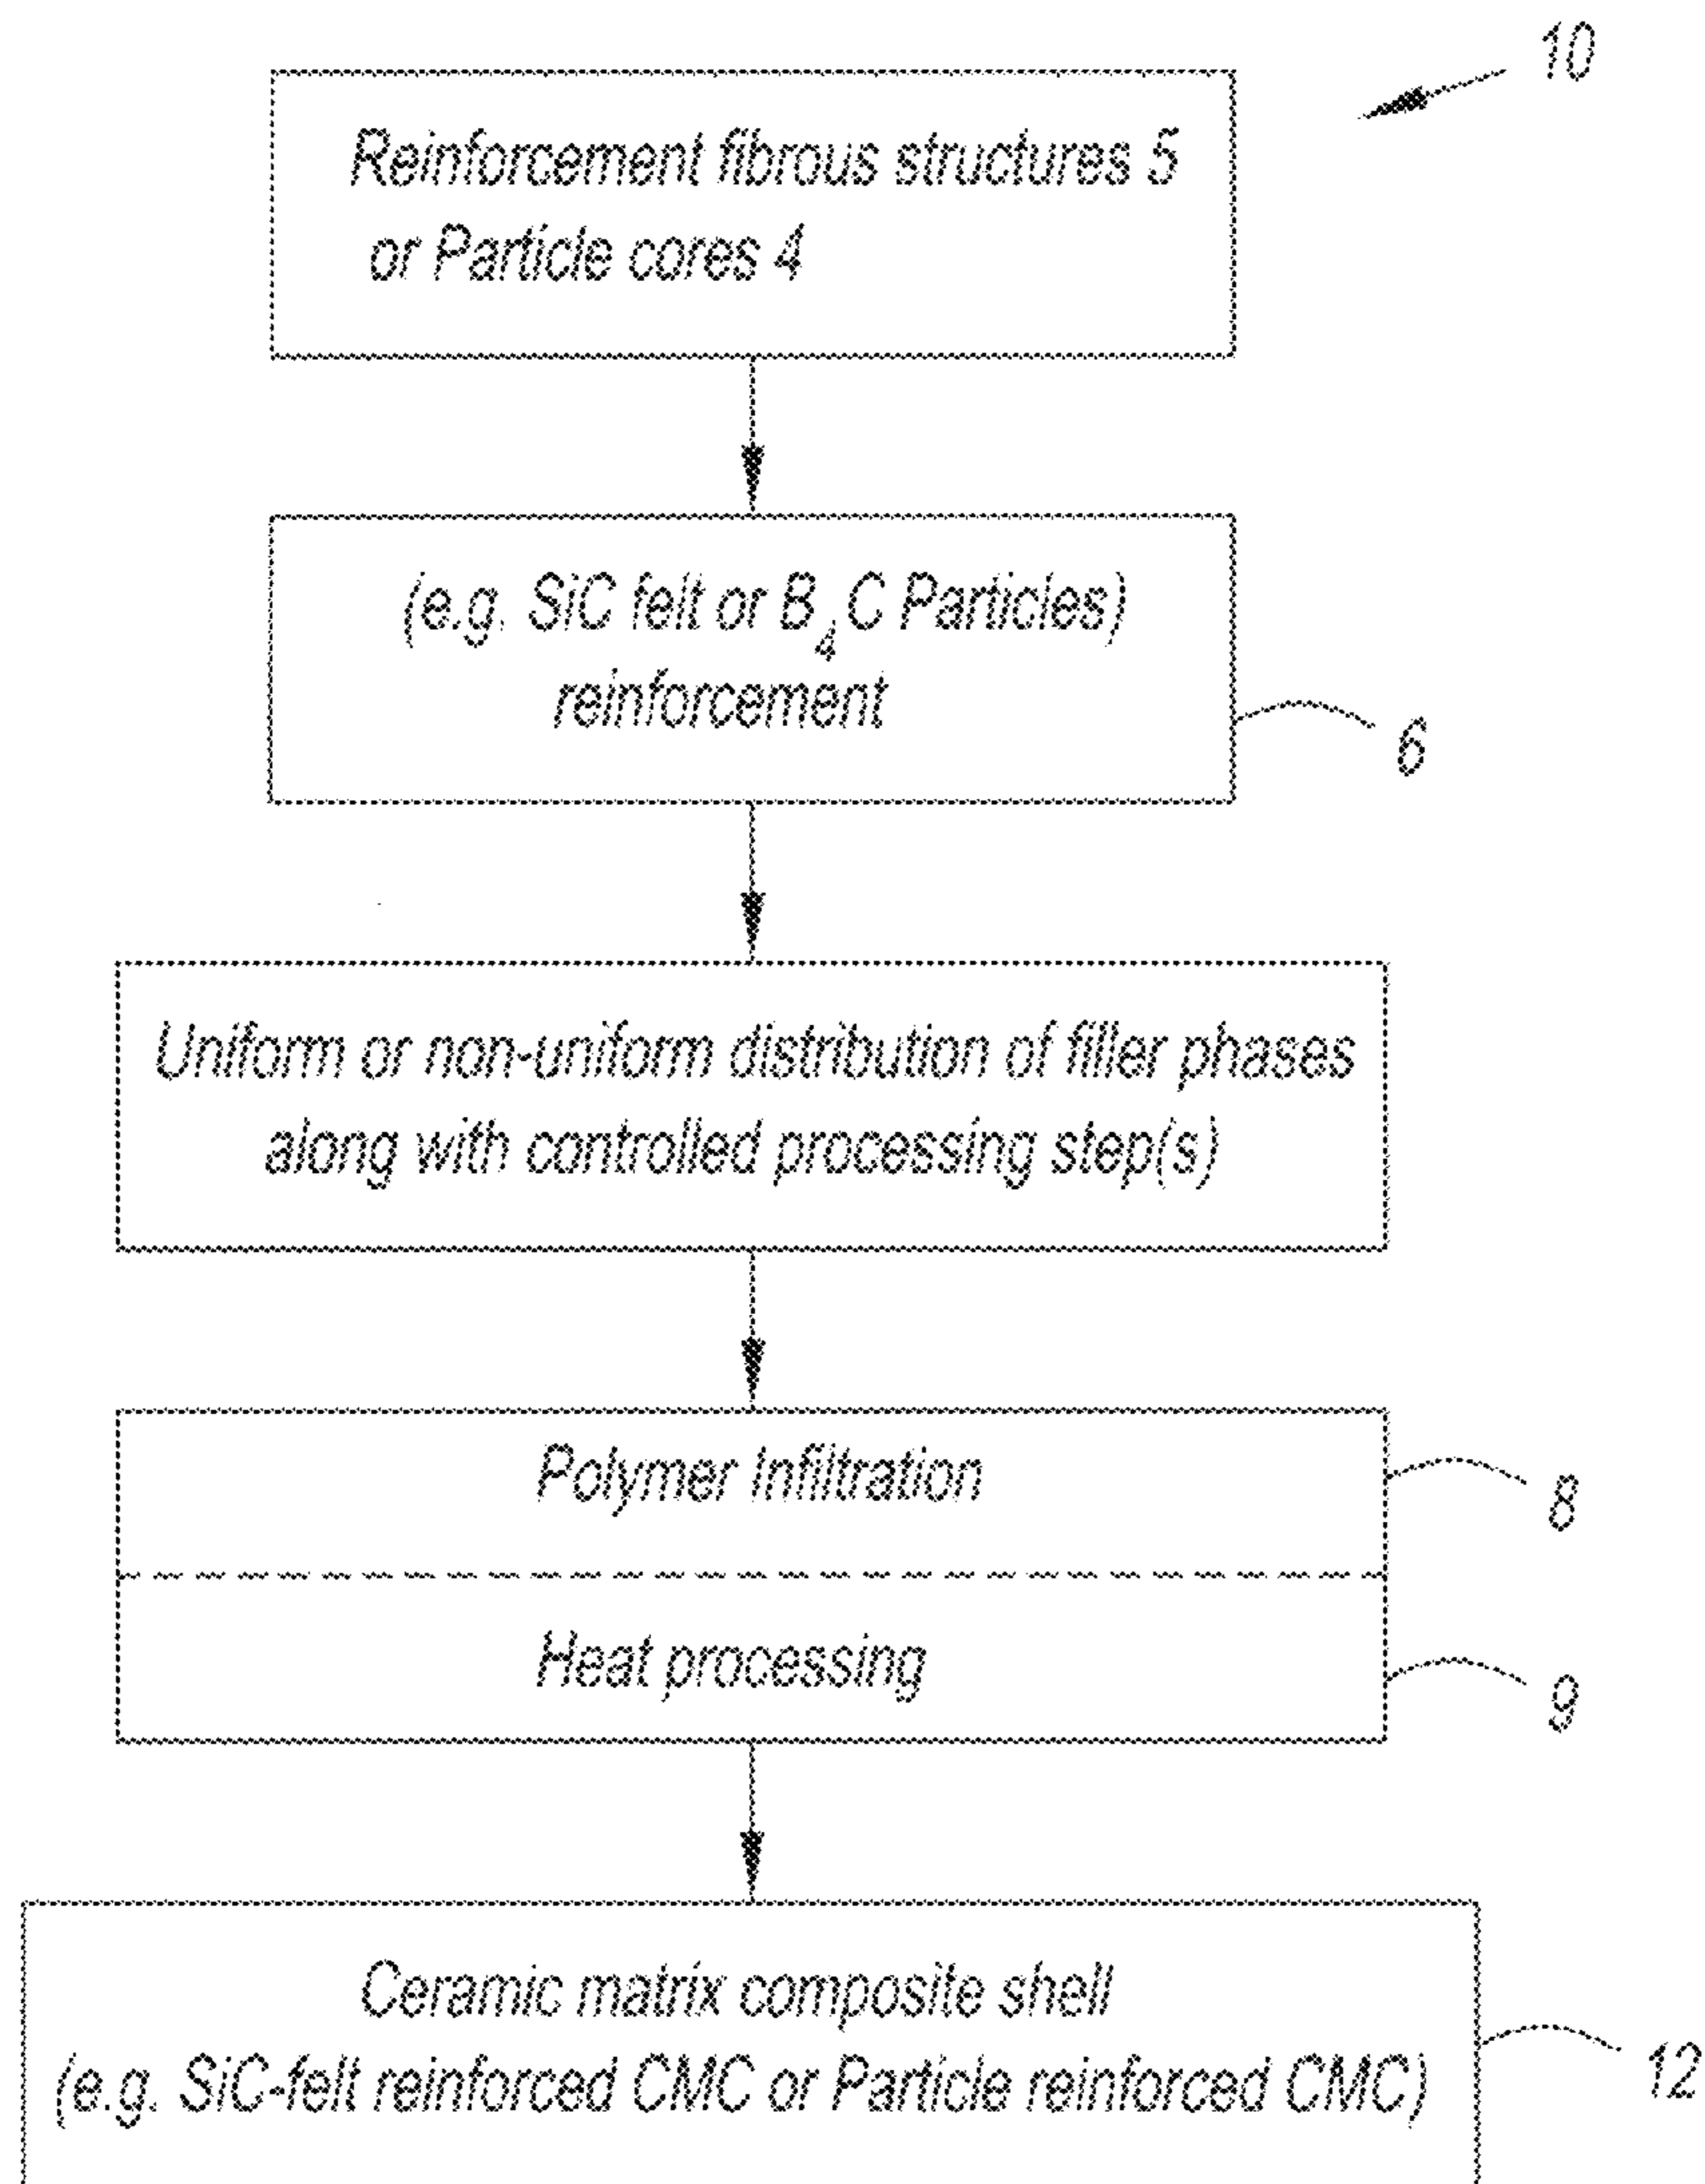 10
Reinforcement fibrous structures 5
or Particle cores 4
(e.g. SiC felt or B4C Particles)
reinforcement
6
Uniform or non-uniform distribution of filler phases
along with controlled processing step(s)
Polymer Infiltration
8
Heat processing
9
Ceramic matrix composite shell
(e.g. SiC-felt reinforced CMC or Particle reinforced CMC)
12